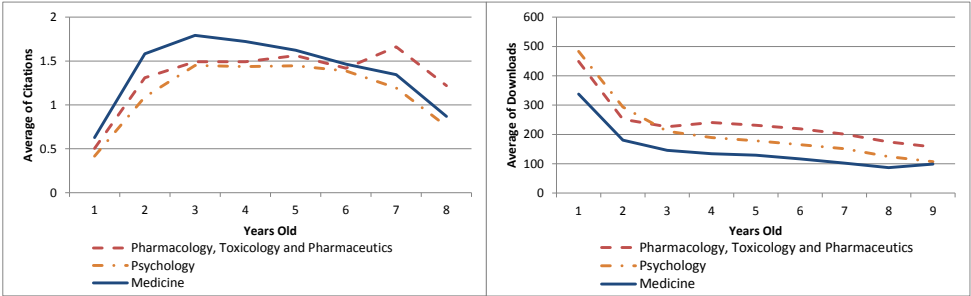 2
1.5
1
0.5
0
Average of Citations
1 2 3 4 5 6 7 8
Years Old
Pharmacology, Toxicology and Pharmaceutics
Psychology
Medicine
600
500
400
300
200
100
0
Average of Downloads
1 2 3 4 5 6 7 8 9
Years Old
Pharmacology, Toxicology and Pharmaceutics
Psychology
Medicine